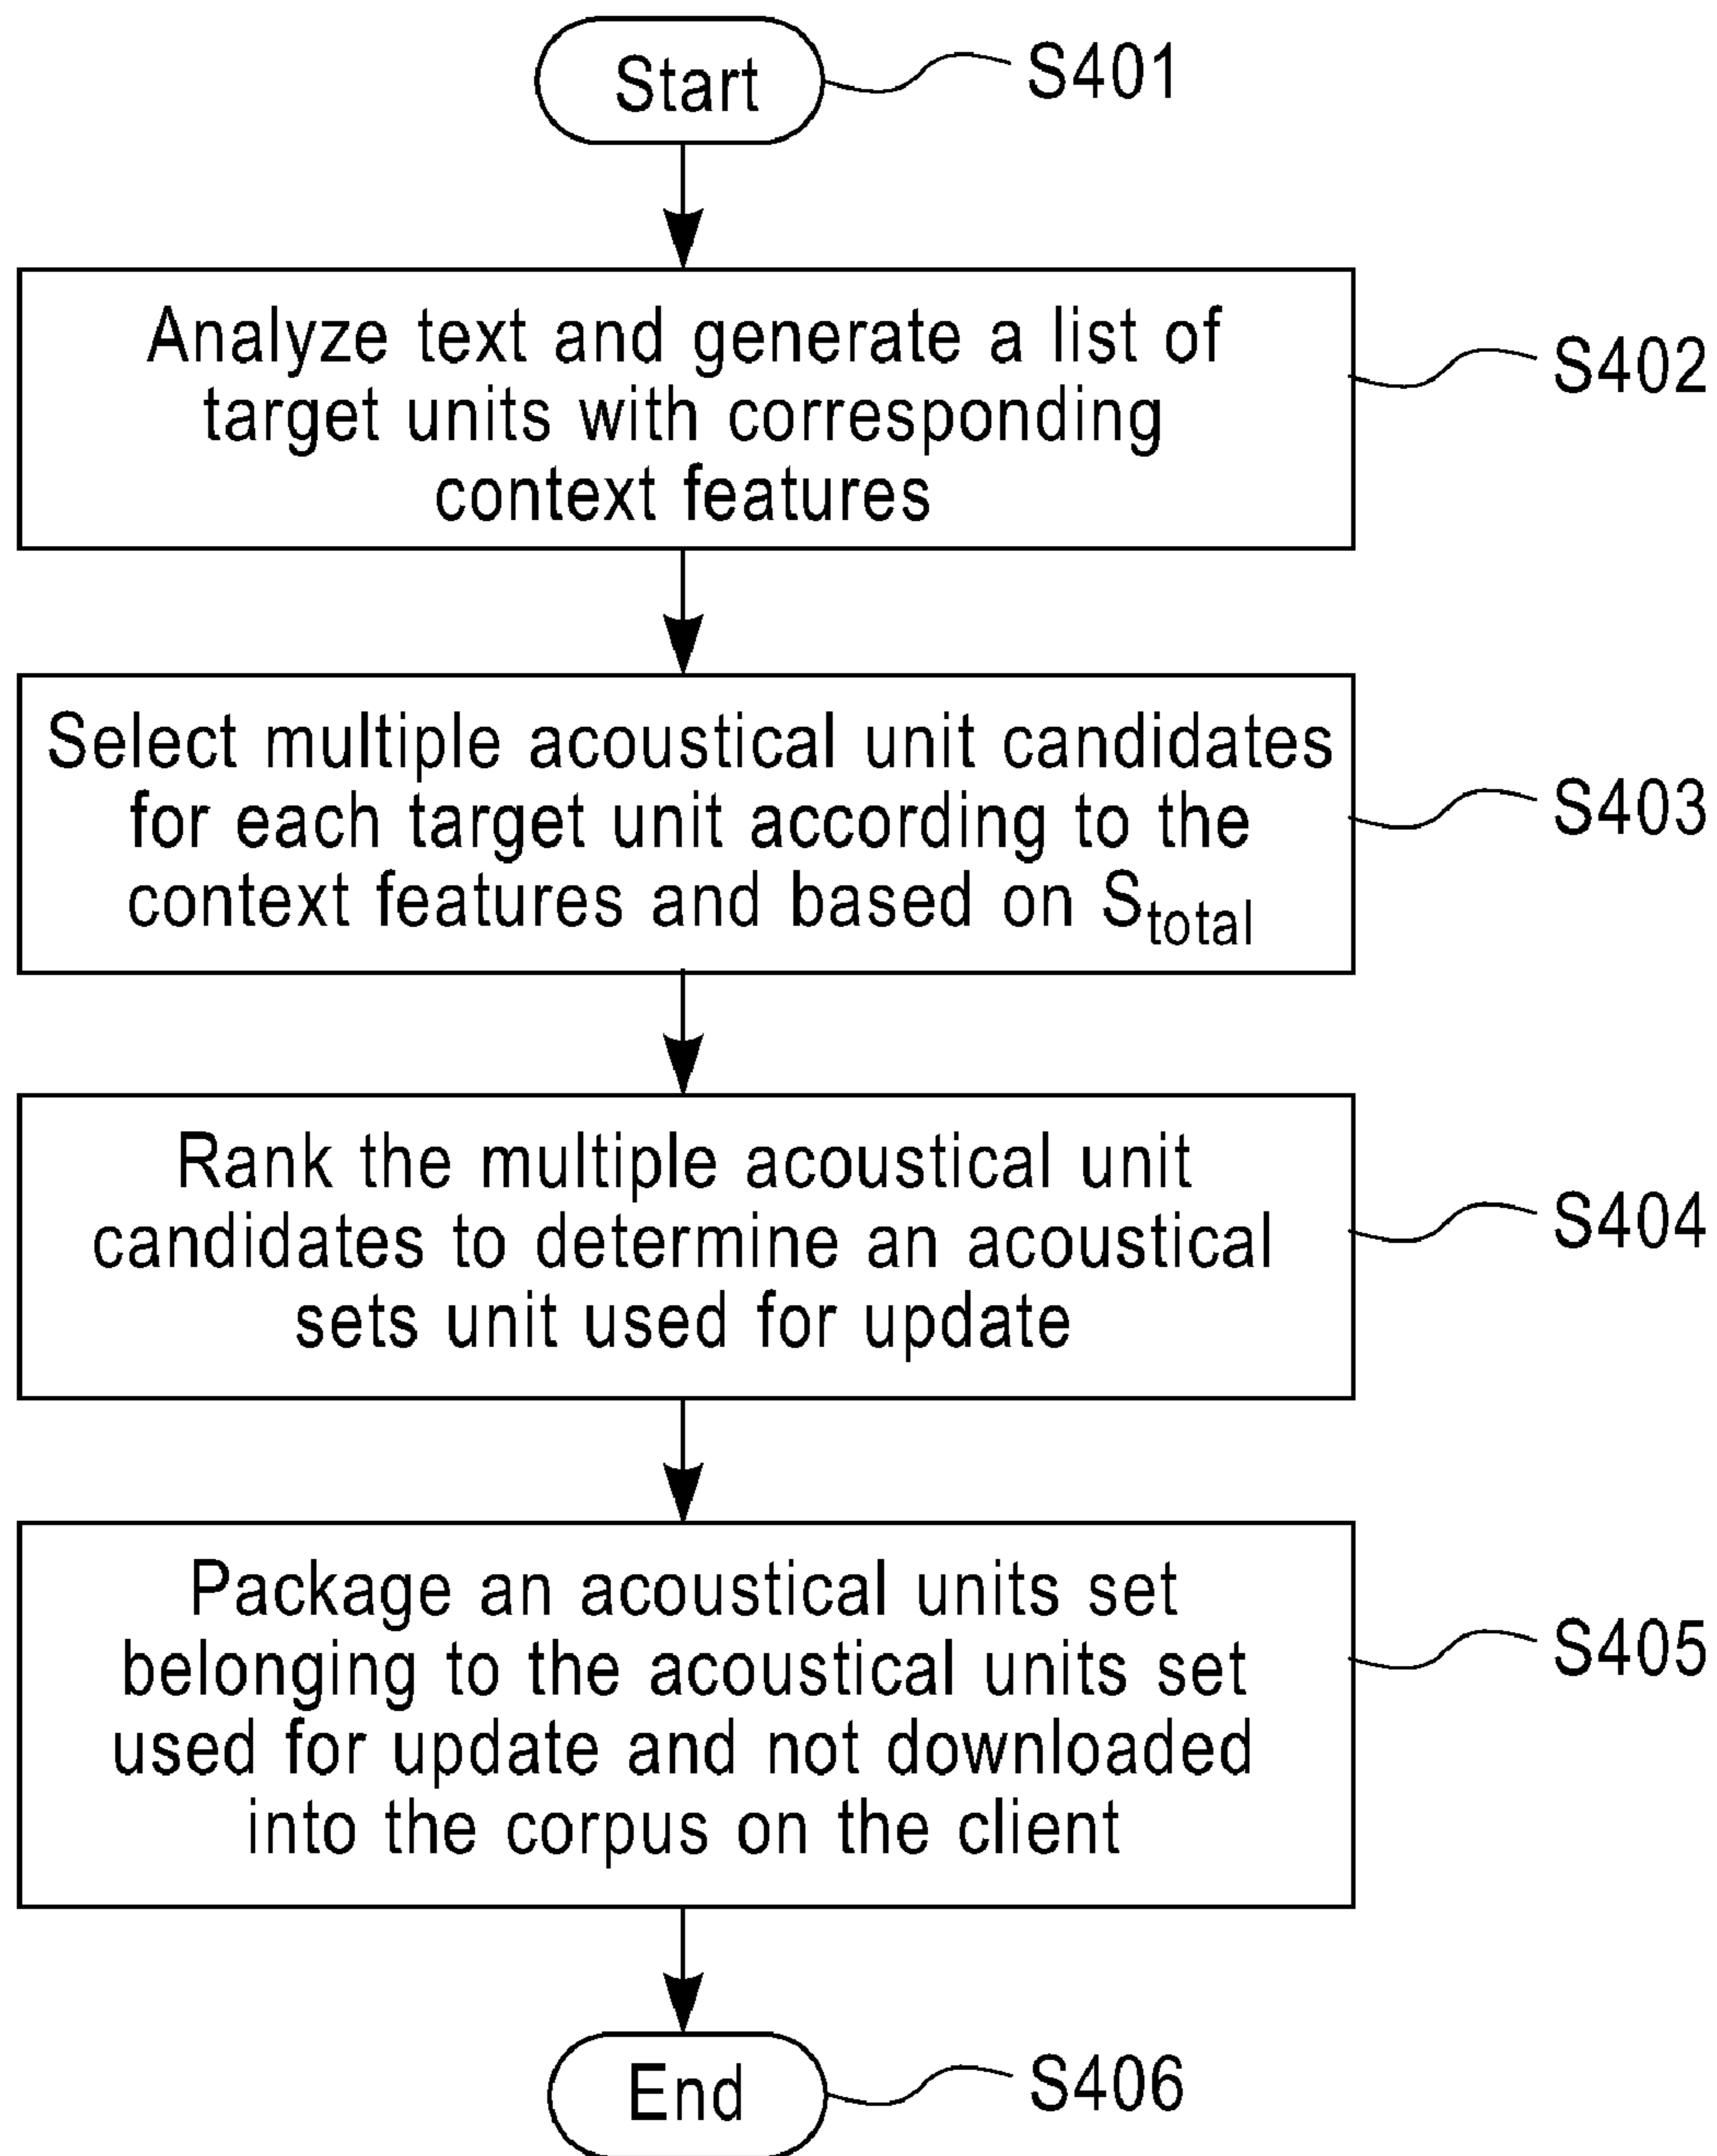 Start
S401
Analyze text and generate a list of
target units with corresponding
context features
S402
Select multiple acoustical unit candidates
for each target unit according to the
context features and based on Stotal
S403
Rank the multiple acoustical unit
candidates to determine an acoustical
sets unit used for update
S404
Package an acoustical units set
belonging to the acoustical units set
used for update and not downloaded
into the corpus on the client
S405
End
S406